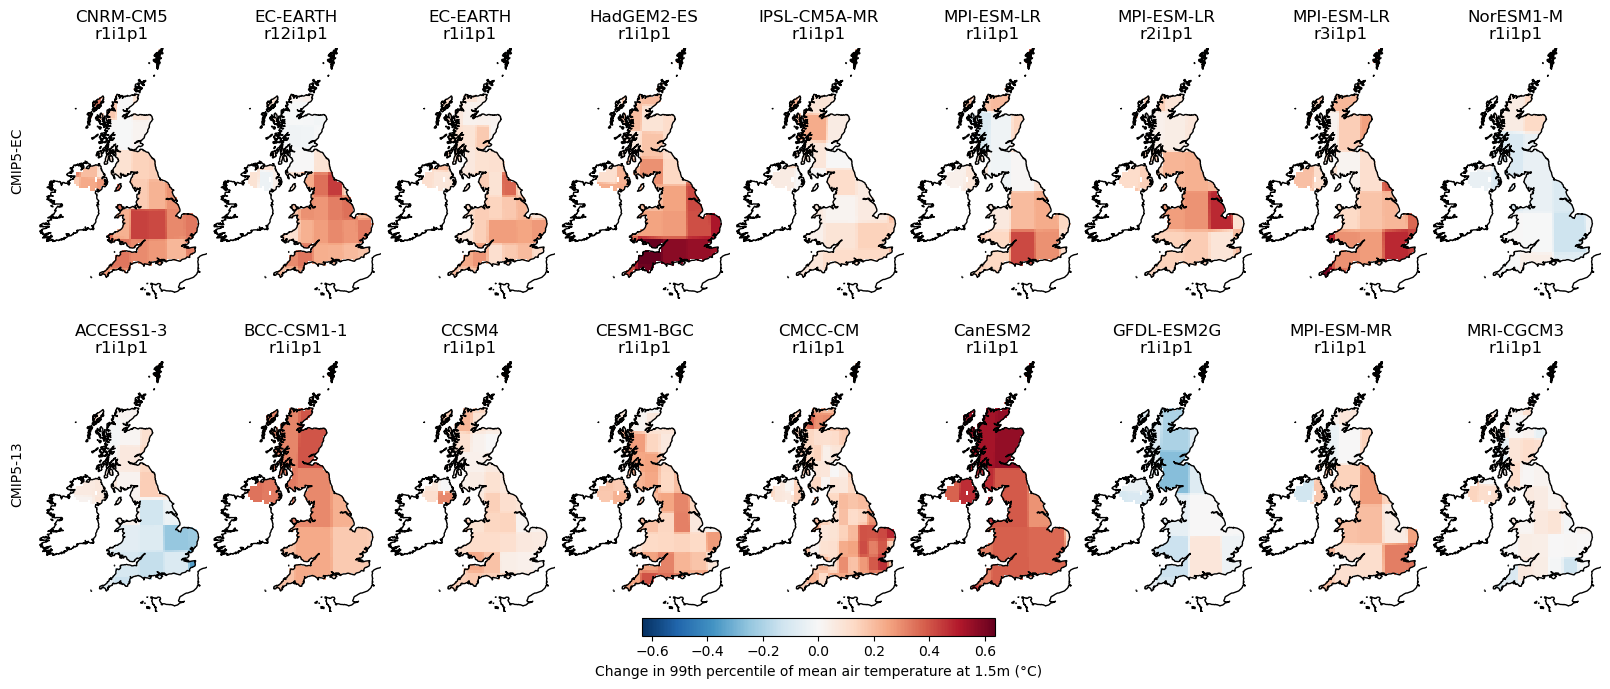 CNRM-CM5 EC-EARTH EC-EARTH HadGEM2-ES IPSL-CM5A-MR MPI-ESM-LR MPI-ESM-LR MPI-ESM-LR NorESM1-M
r1i1p1 r12i1p1 r1i1p1 r1i1p1 r1i1p1 r1i1p1 r2i1p1 r3i1p1 r1i1p1
CMIP5-EC
ACCESS1-3 BCC-CSM1-1 CCSM4 CESM1-BGC CMCC-CM CanESM2 GFDL-ESM2G MPI-ESM-MR MRI-CGCM3
r1i1p1 r1i1p1 r1i1p1 r1i1p1 r1i1p1 r1i1p1 r1i1p1 r1i1p1 r1i1p1
CMIP5-13
−0.6 −0.4 −0.2 0.0 0.2 0.4 0.6
Change in 99th percentile of mean air temperature at 1.5m (°C)